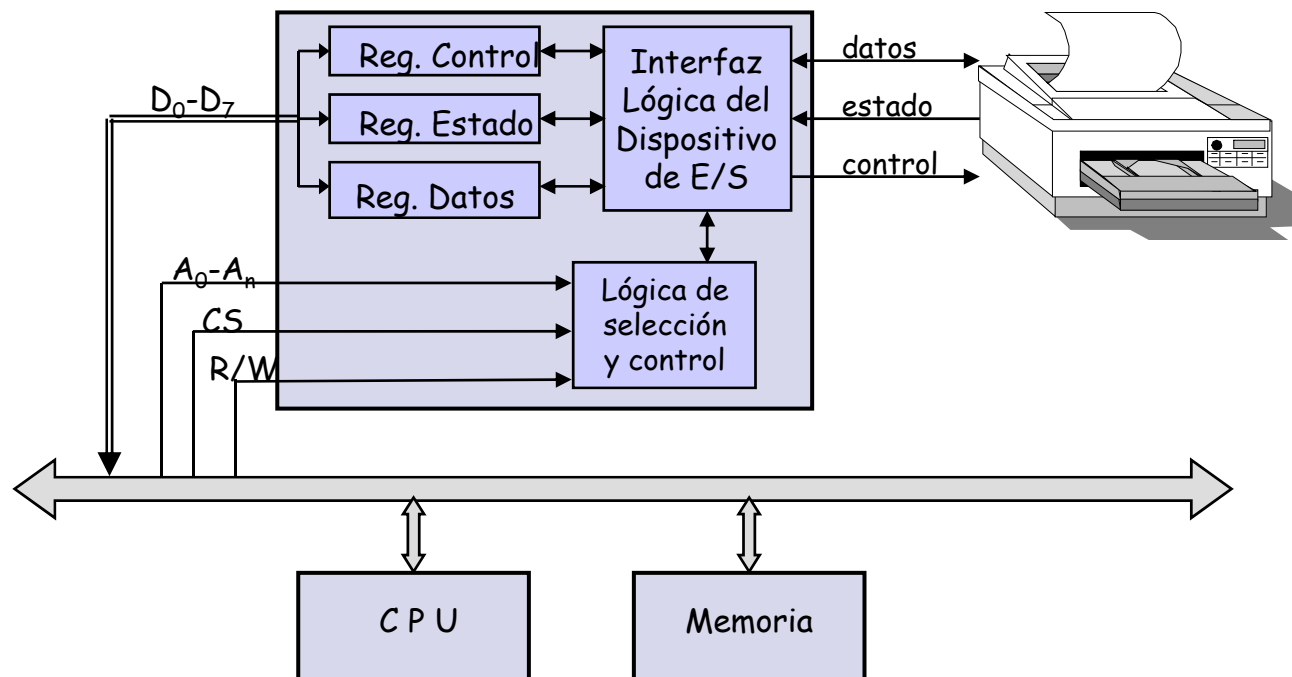 Reg. Control
Reg. Estado
Reg. Datos
Interfaz
Lógica del
Dispositivo
de E/S
datos
estado
control
D₀-D₇
A₀-Aₙ
CS
R/W
Lógica de
selección
y control
C P U
Memoria